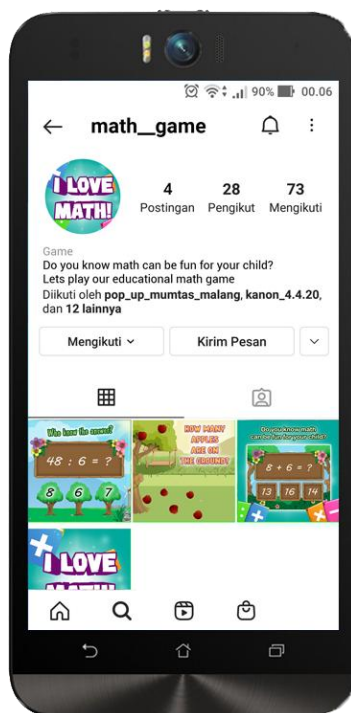 90% 00.06
math__game
I LOVE
MATH!
4 28 73
Postingan Pengikut Mengikuti
Game
Do you know math can be fun for your child?
Lets play our educational math game
Diikuti oleh pop_up_mumtas_malang, kanon_4.4.20,
dan 12 lainnya
Mengikuti Kirim Pesan
Who know the answer?
48 : 6 = ?
8 6 7
HOW MANY
APPLES
ARE ON
THE GROUND?
Do you know math
can be fun for your child?
8 + 6 = ?
13 16 14
I LOVE
MATH!